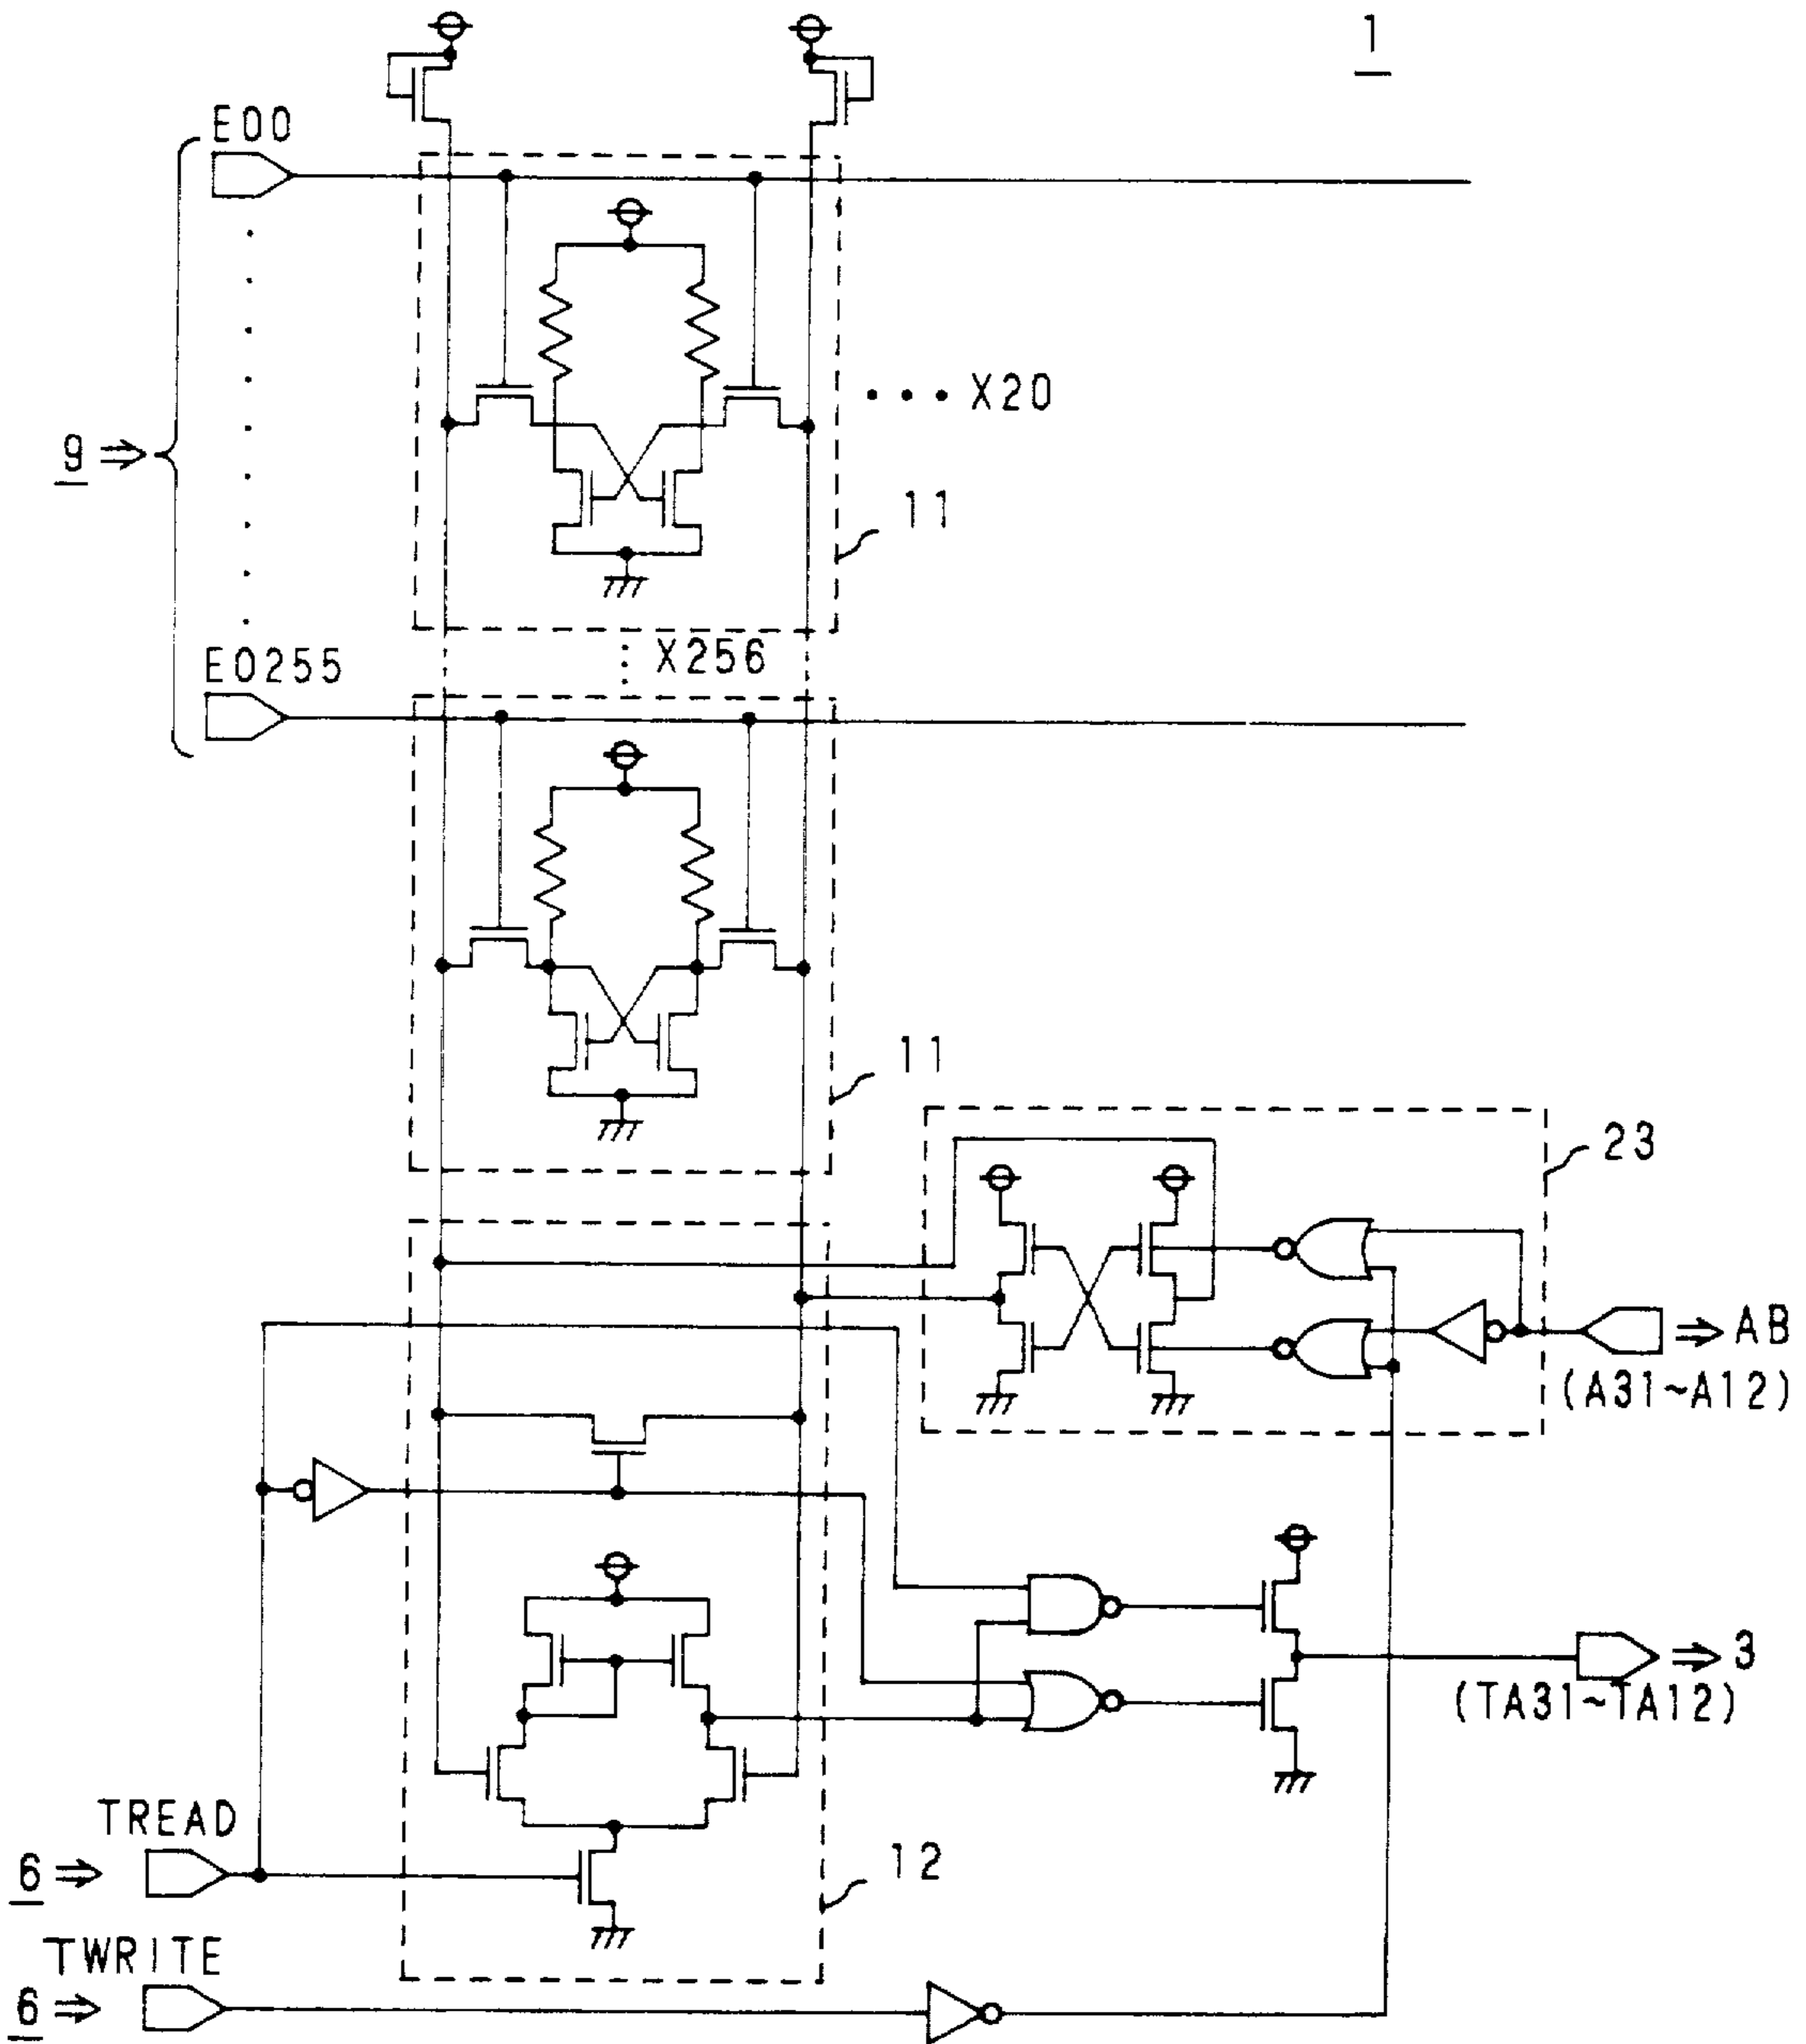 1
E00
X20
9 ⇒
11
X256
E0255
11
23
⇒ AB
(A31~A12)
⇒ 3
(TA31~TA12)
TREAD
6 ⇒
12
TWRITE
6 ⇒